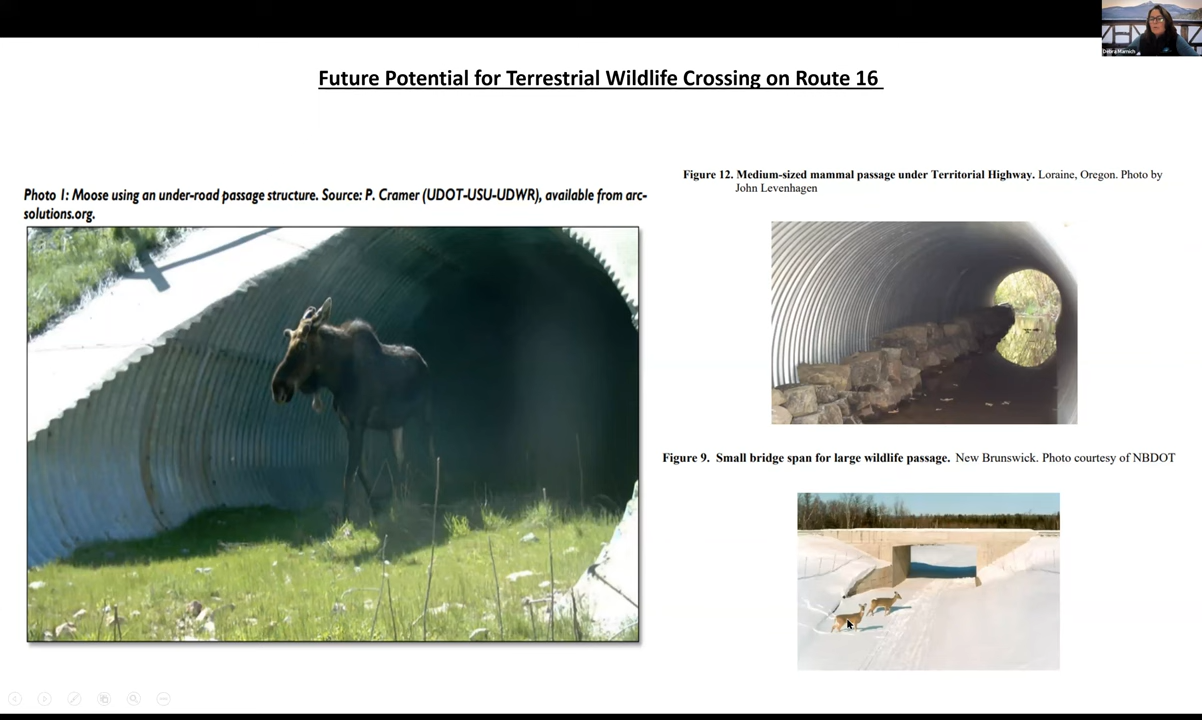 Future Potential for Terrestrial Wildlife Crossing on Route 16
Photo 1: Moose using an under-road passage structure. Source: P. Cramer (UDOT-USU-UDWR), available from arc-
solutions.org.
Figure 12. Medium-sized mammal passage under Territorial Highway. Loraine, Oregon. Photo by
John Levenhagen
Figure 9. Small bridge span for large wildlife passage. New Brunswick. Photo courtesy of NBDOT